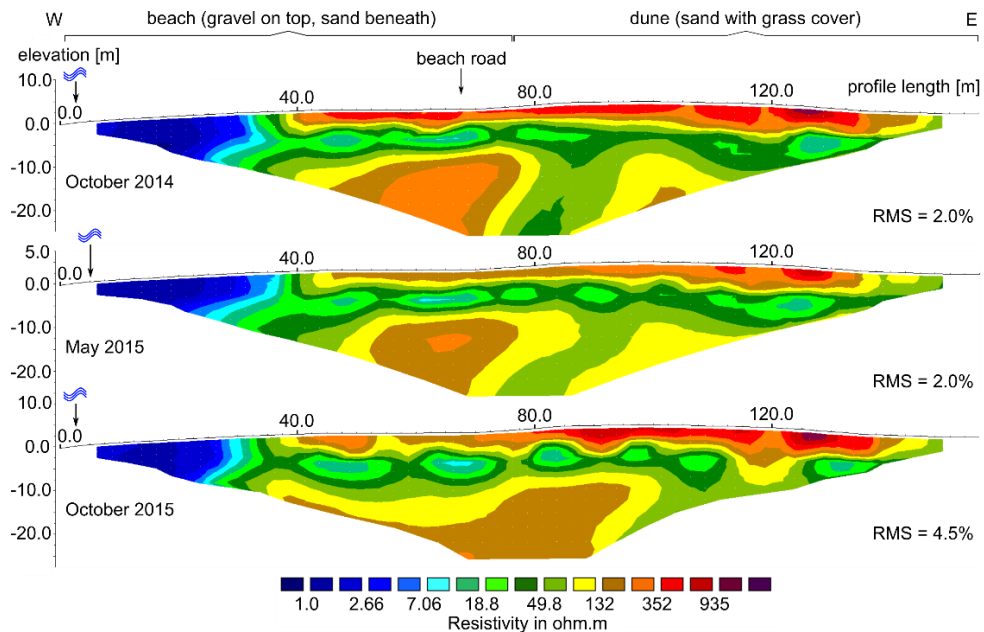 W beach (gravel on top, sand beneath) dune (sand with grass cover) E
elevation [m] beach road
10.0 0.0 40.0 80.0 120.0 profile length [m]
0.0
-10.0
October 2014
-20.0 RMS = 2.0%
5.0 0.0 40.0 80.0 120.0
0.0
-10.0
May 2015
-20.0 RMS = 2.0%
10.0 0.0 40.0 80.0 120.0
0.0
-10.0
October 2015
-20.0 RMS = 4.5%
1.0 2.66 7.06 18.8 49.8 132 352 935
Resistivity in ohm.m